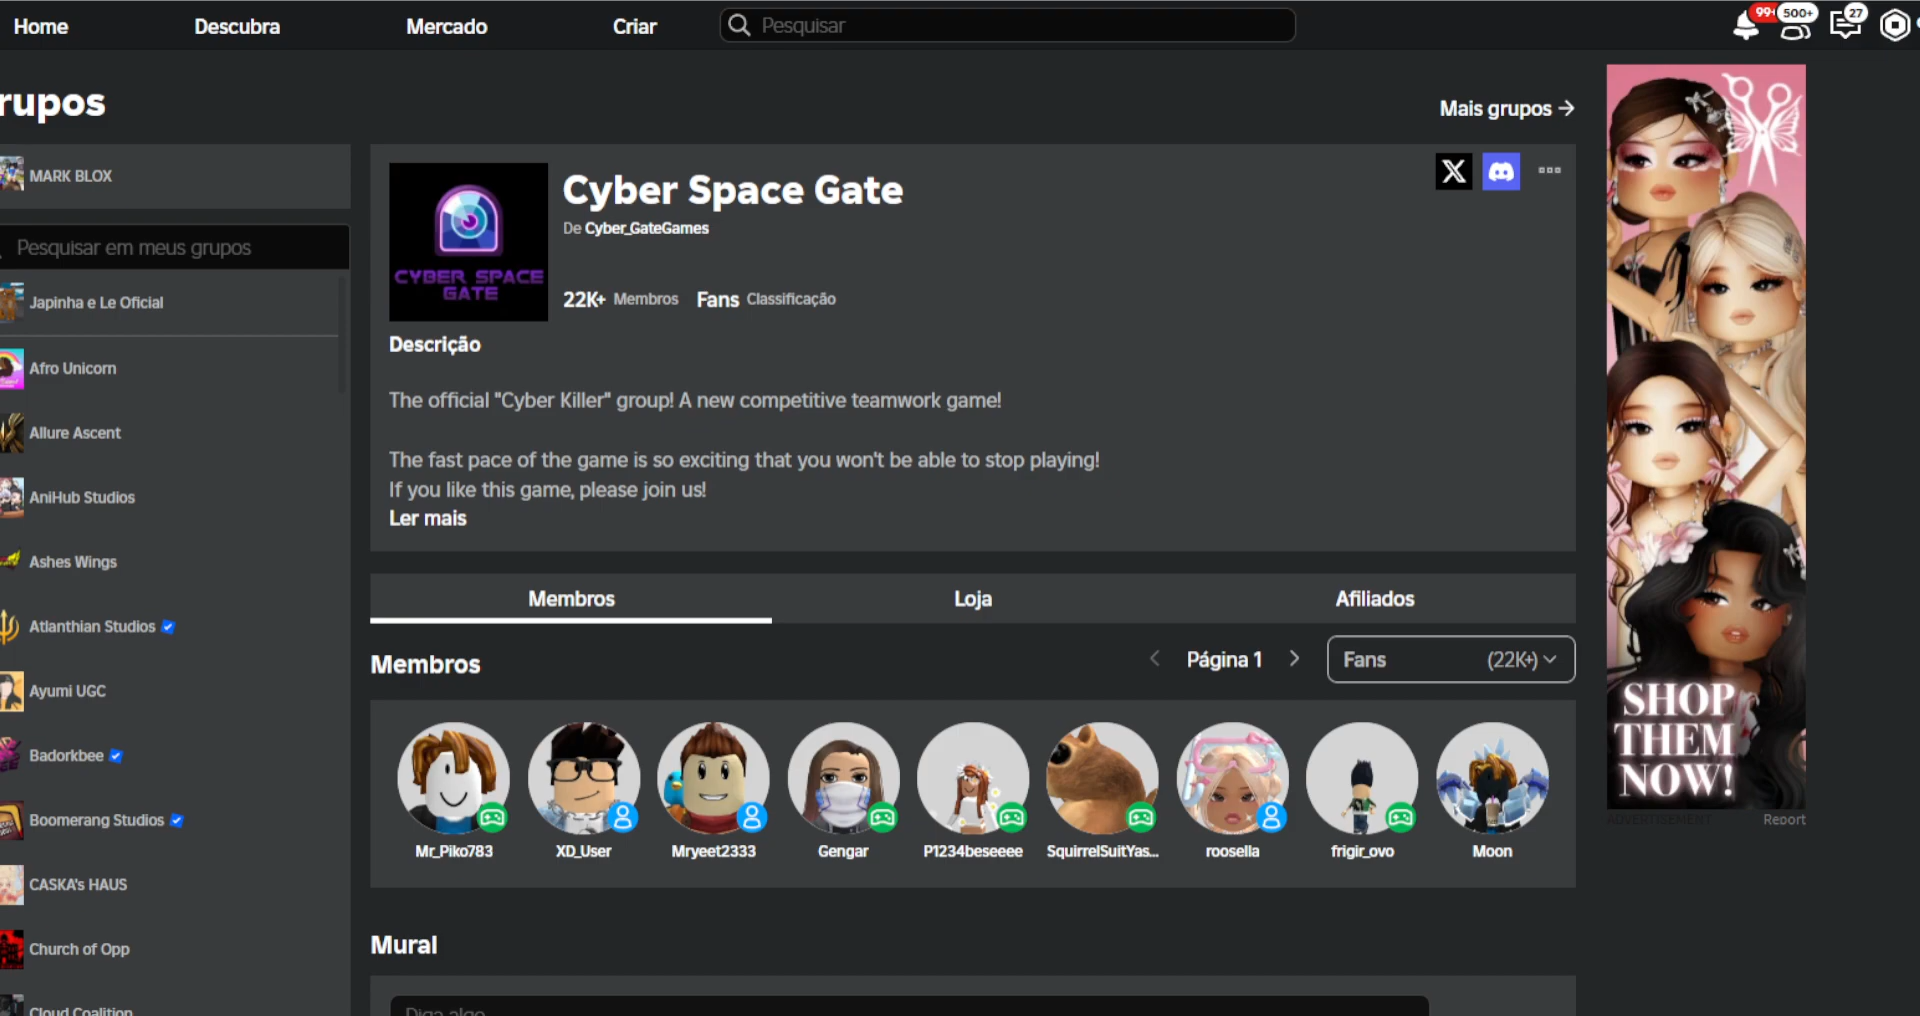 Home
Descubra
Mercado
Criar
Pesquisar
99+
500+
27
rupos
Mais grupos →
MARK BLOX
Pesquisar em meus grupos
Japinha e Le Oficial
Afro Unicorn
Allure Ascent
AniHub Studios
Ashes Wings
Atlanthian Studios
Ayumi UGC
Badorkbee
Boomerang Studios
CASKA's HAUS
Church of Opp
Cloud Coalition
CYBER SPACE
GATE
Cyber Space Gate
De Cyber_GateGames
22K+ Membros Fans Classificação
Descrição
The official "Cyber Killer" group! A new competitive teamwork game!
The fast pace of the game is so exciting that you won't be able to stop playing!
If you like this game, please join us!
Ler mais
Membros
Loja
Afiliados
Membros
Página 1
Fans (22K+)
Mr_Piko783
XD_User
Mryeet2333
Gengar
P1234beseeee
SquirrelSuitYas...
roosella
frigir_ovo
Moon
Mural
Diga algo
SHOP
THEM
NOW!
ADVERTISEMENT
Report